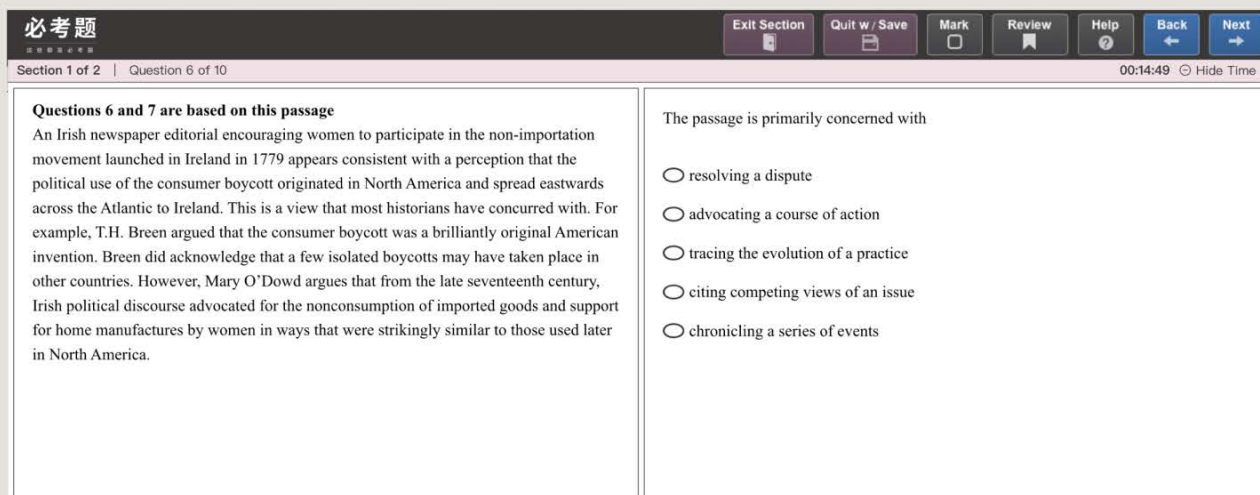 必考题
Exit Section
Quit w / Save
Mark
Review
Help
Back
Next
Section 1 of 2 | Question 6 of 10
00:14:49 Hide Time
Questions 6 and 7 are based on this passage
An Irish newspaper editorial encouraging women to participate in the non-importation
movement launched in Ireland in 1779 appears consistent with a perception that the
political use of the consumer boycott originated in North America and spread eastwards
across the Atlantic to Ireland. This is a view that most historians have concurred with. For
example, T.H. Breen argued that the consumer boycott was a brilliantly original American
invention. Breen did acknowledge that a few isolated boycotts may have taken place in
other countries. However, Mary O’Dowd argues that from the late seventeenth century,
Irish political discourse advocated for the nonconsumption of imported goods and support
for home manufactures by women in ways that were strikingly similar to those used later
in North America.
The passage is primarily concerned with
resolving a dispute
advocating a course of action
tracing the evolution of a practice
citing competing views of an issue
chronicling a series of events